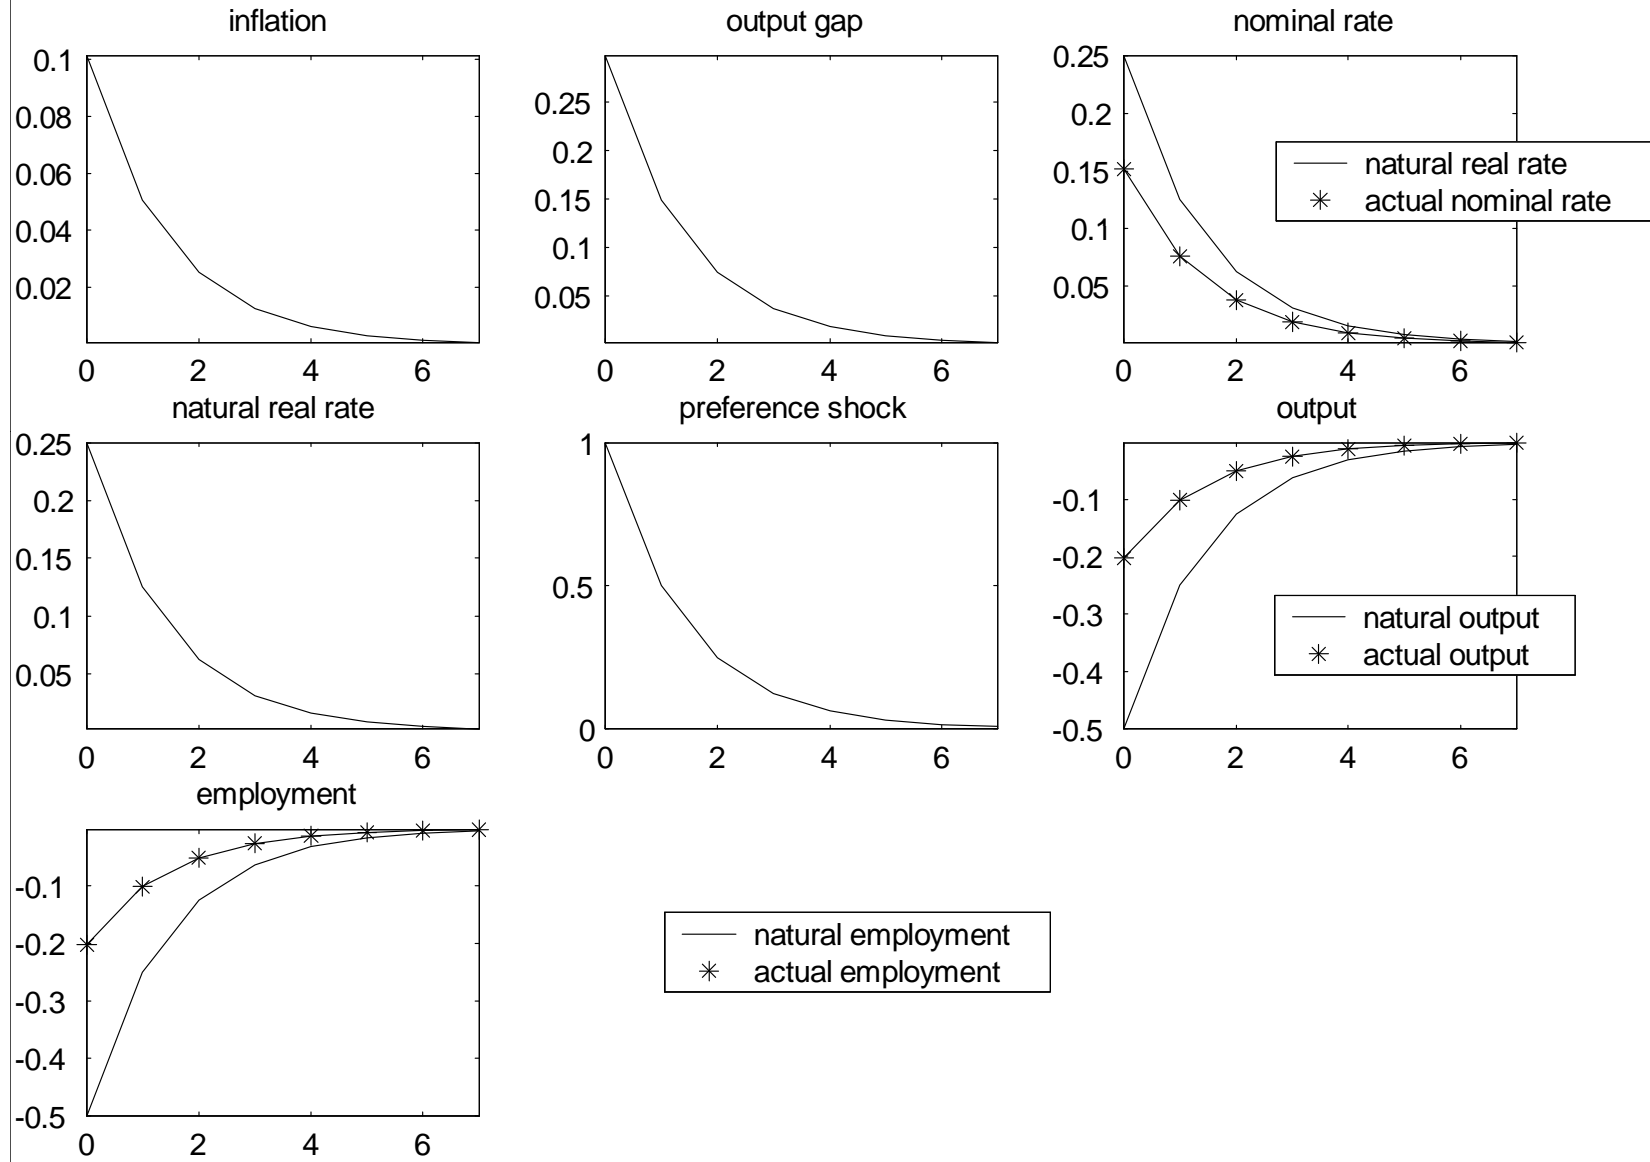 inflation
output gap
nominal rate
0.1
0.08
0.06
0.04
0.02
0 2 4 6
0.25
0.2
0.15
0.1
0.05
0 2 4 6
0.25
0.2
0.15
0.1
0.05
0 2 4 6
natural real rate
actual nominal rate
natural real rate
preference shock
output
0.25
0.2
0.15
0.1
0.05
0 2 4 6
1
0.5
0
0 2 4 6
-0.1
-0.2
-0.3
-0.4
-0.5
0 2 4 6
natural output
actual output
employment
-0.1
-0.2
-0.3
-0.4
-0.5
0 2 4 6
natural employment
actual employment